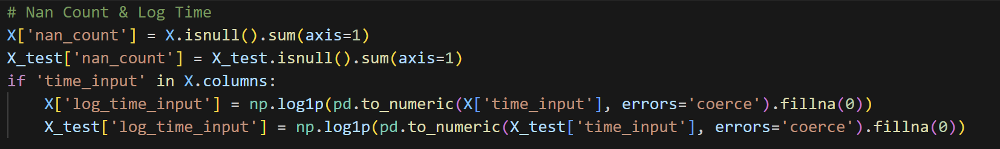 # Nan Count & Log Time
X['nan_count'] = X.isnull().sum(axis=1)
X_test['nan_count'] = X_test.isnull().sum(axis=1)
if 'time_input' in X.columns:
    X['log_time_input'] = np.log1p(pd.to_numeric(X['time_input'], errors='coerce').fillna(0))
    X_test['log_time_input'] = np.log1p(pd.to_numeric(X_test['time_input'], errors='coerce').fillna(0))